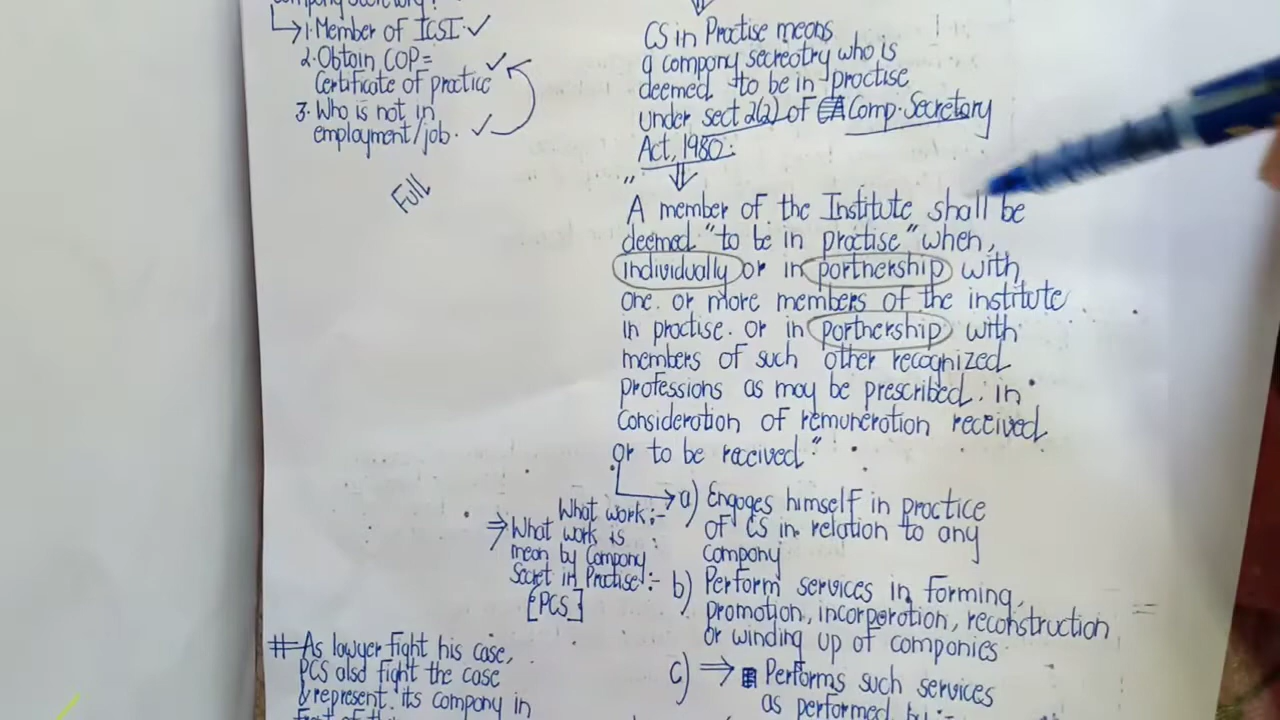 1. Member of ICSI. ✓
2. Obtain COP =
Certificate of practice ✓
3. Who is not in
employment/job. ✓
Full
CS in Practise means
a company secreotry who is
deemed to be in practise
under sect 2(2) of Comp. Secretory
Act, 1980.
"
A member of the Institute shall be
deemed "to be in practise" when,
individually or in partnership with
one or more members of the institute
in practise. or in partnership with
members of such other recognized
professions as may be prescribed. in
Consideration of remuneration received
or to be received"
a) Engages himself in practice
of CS in relation to any
company
What work:-
⇒ What work is
mean by Company
Secret in Practise:-
[PCS]
b) Perform services in Forming,
promotion, incorporation, reconstruction
or winding up of companies
c) ⇒ Performs such services
as performed by:-
# As lawyer fight his case,
PCS also fight the case
& represent its company in